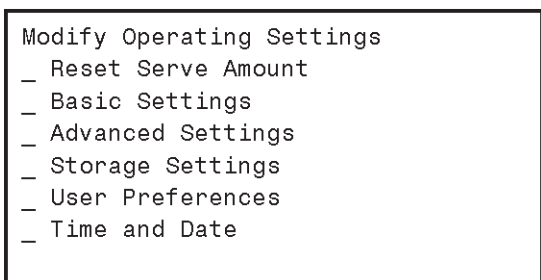 Modify Operating Settings
_ Reset Serve Amount
_ Basic Settings
_ Advanced Settings
_ Storage Settings
_ User Preferences
_ Time and Date